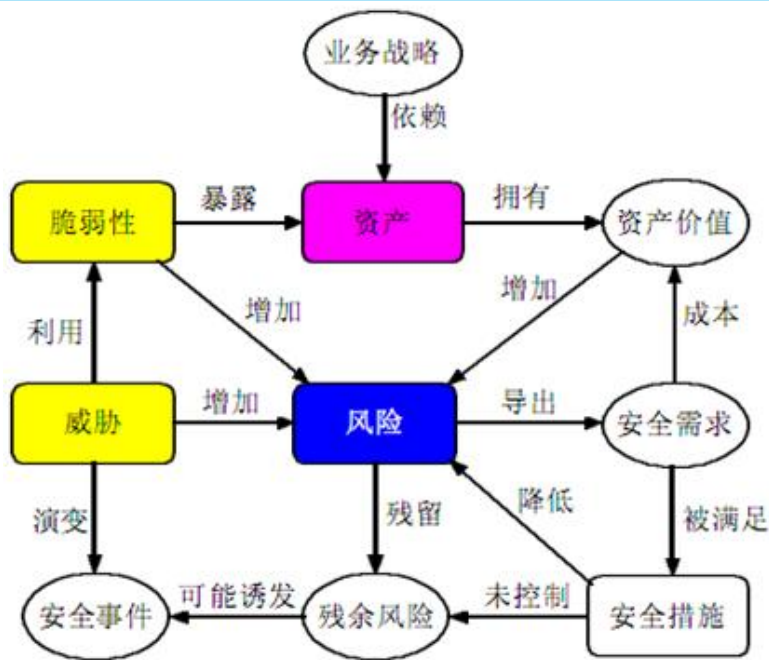 业务战略
依赖
脆弱性
暴露
资产
拥有
资产价值
增加
增加
利用
成本
威胁
增加
风险
导出
安全需求
演变
残留
降低
被满足
安全事件
可能诱发
残余风险
未控制
安全措施